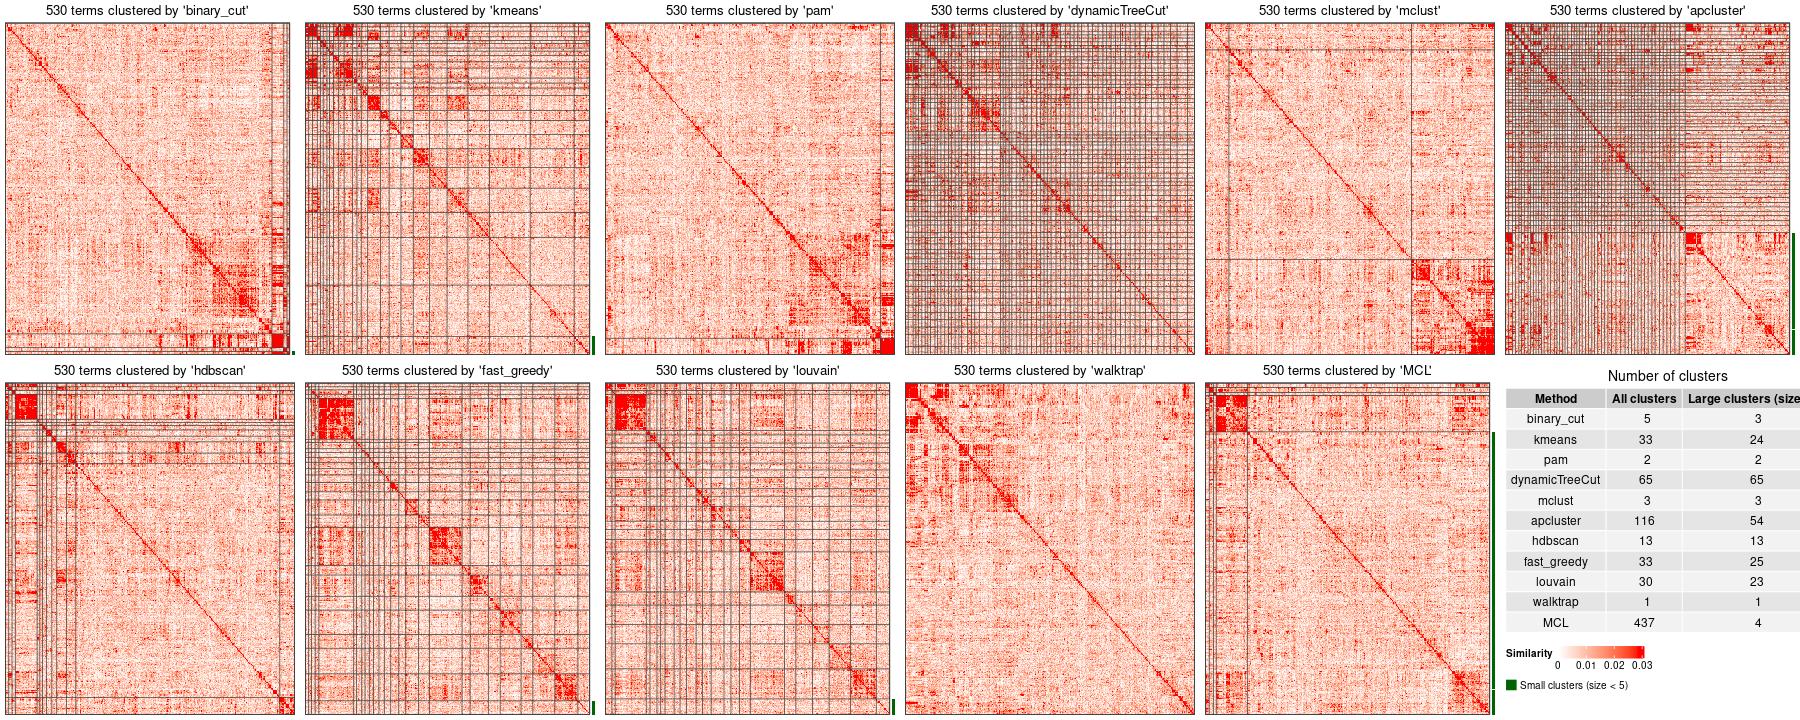 530 terms clustered by 'binary_cut'
530 terms clustered by 'kmeans'
530 terms clustered by 'pam'
530 terms clustered by 'dynamicTreeCut'
530 terms clustered by 'mclust'
530 terms clustered by 'apcluster'
530 terms clustered by 'hdbscan'
530 terms clustered by 'fast_greedy'
530 terms clustered by 'louvain'
530 terms clustered by 'walktrap'
530 terms clustered by 'MCL'
Number of clusters
Method All clusters Large clusters (size
binary_cut 5 3
kmeans 33 24
pam 2 2
dynamicTreeCut 65 65
mclust 3 3
apcluster 116 54
hdbscan 13 13
fast_greedy 33 25
louvain 30 23
walktrap 1 1
MCL 437 4
Similarity
0 0.01 0.02 0.03
Small clusters (size < 5)